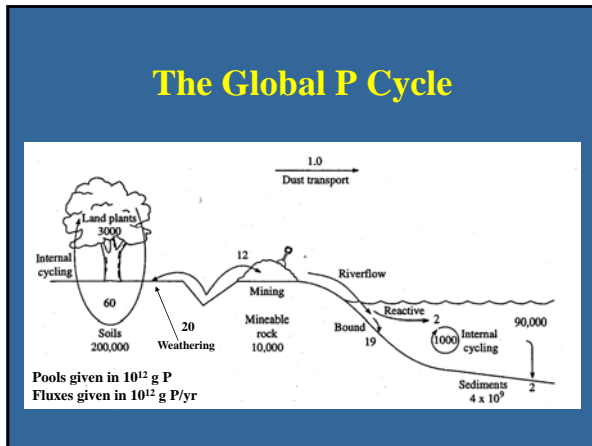 The Global P Cycle
1.0
Dust transport
Land plants
3000
Internal
cycling
12
Mining
Riverflow
60
Soils
200,000
20
Weathering
Mineable
rock
10,000
Reactive
2
Bound
19
1000
Internal
cycling
90,000
2
Sediments
4 x 10⁹
Pools given in 10¹² g P
Fluxes given in 10¹² g P/yr